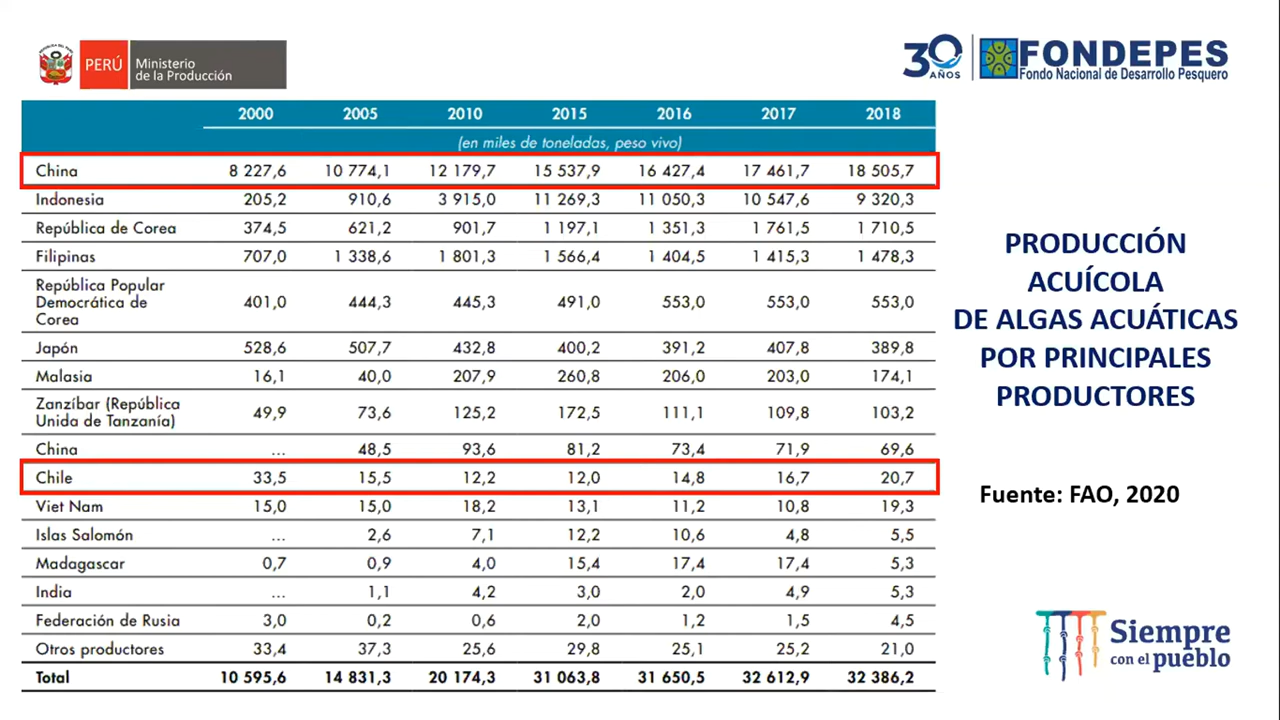 PERÚ
Ministerio
de la Producción
30
AÑOS
FONDEPES
Fondo Nacional de Desarrollo Pesquero
2000 2005 2010 2015 2016 2017 2018
(en miles de toneladas, peso vivo)
China 8 227,6 10 774,1 12 179,7 15 537,9 16 427,4 17 461,7 18 505,7
Indonesia 205,2 910,6 3 915,0 11 269,3 11 050,3 10 547,6 9 320,3
República de Corea 374,5 621,2 901,7 1 197,1 1 351,3 1 761,5 1 710,5
Filipinas 707,0 1 338,6 1 801,3 1 566,4 1 404,5 1 415,3 1 478,3
República Popular
Democrática de
Corea
401,0 444,3 445,3 491,0 553,0 553,0 553,0
Japón 528,6 507,7 432,8 400,2 391,2 407,8 389,8
Malasia 16,1 40,0 207,9 260,8 206,0 203,0 174,1
Zanzíbar (República
Unida de Tanzanía)
49,9 73,6 125,2 172,5 111,1 109,8 103,2
China ... 48,5 93,6 81,2 73,4 71,9 69,6
Chile 33,5 15,5 12,2 12,0 14,8 16,7 20,7
Viet Nam 15,0 15,0 18,2 13,1 11,2 10,8 19,3
Islas Salomón ... 2,6 7,1 12,2 10,6 4,8 5,5
Madagascar 0,7 0,9 4,0 15,4 17,4 17,4 5,3
India ... 1,1 4,2 3,0 2,0 4,9 5,3
Federación de Rusia 3,0 0,2 0,6 2,0 1,2 1,5 4,5
Otros productores 33,4 37,3 25,6 29,8 25,1 25,2 21,0
Total 10 595,6 14 831,3 20 174,3 31 063,8 31 650,5 32 612,9 32 386,2
PRODUCCIÓN
ACUÍCOLA
DE ALGAS ACUÁTICAS
POR PRINCIPALES
PRODUCTORES
Fuente: FAO, 2020
Siempre
con el pueblo